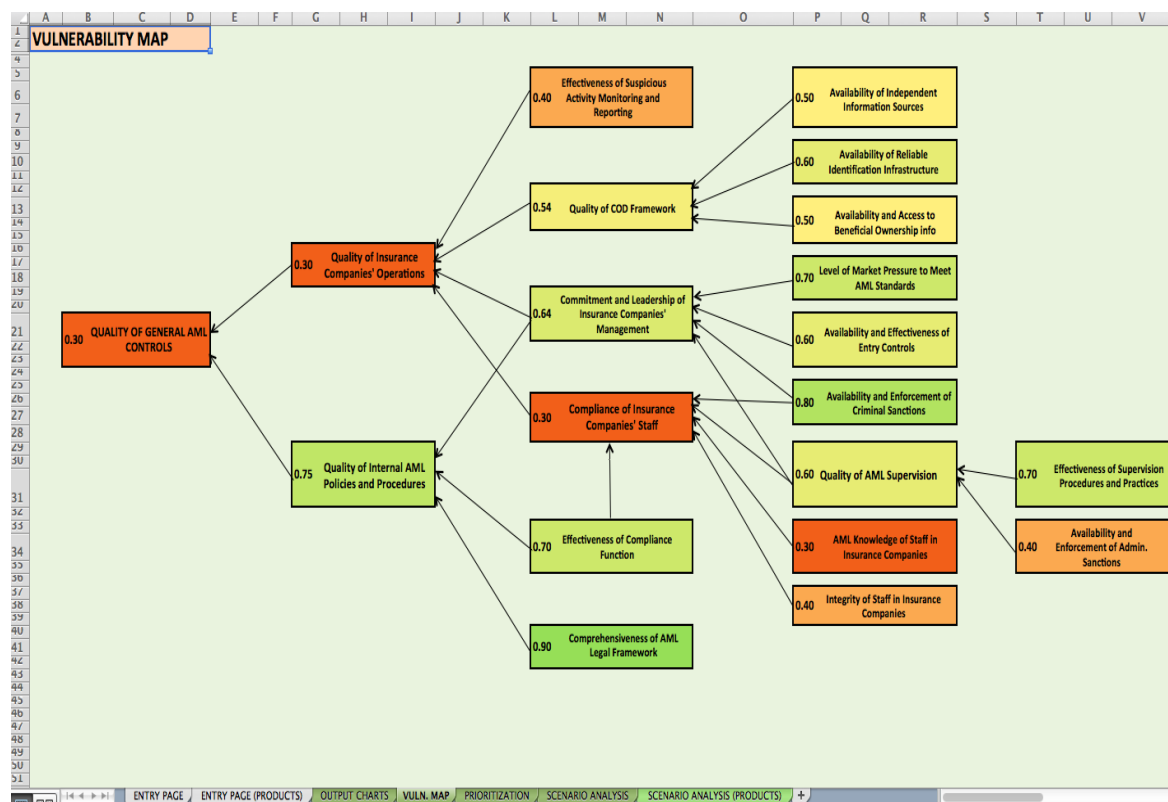 A B C D E F G H I J K L M N O P Q R S T U V
VULNERABILITY MAP
0.40 Effectiveness of Suspicious
Activity Monitoring and
Reporting
0.50 Availability of Independent
Information Sources
0.60 Availability of Reliable
Identification Infrastructure
0.54 Quality of COD Framework
0.50 Availability and Access to
Beneficial Ownership info
0.30 Quality of Insurance
Companies' Operations
0.70 Level of Market Pressure to Meet
AML Standards
0.64 Commitment and Leadership of
Insurance Companies'
Management
0.30 QUALITY OF GENERAL AML
CONTROLS
0.60 Availability and Effectiveness of
Entry Controls
0.80 Availability and Enforcement of
Criminal Sanctions
0.30 Compliance of Insurance
Companies' Staff
0.75 Quality of Internal AML
Policies and Procedures
0.60 Quality of AML Supervision
0.70 Effectiveness of Supervision
Procedures and Practices
0.70 Effectiveness of Compliance
Function
0.30 AML Knowledge of Staff in
Insurance Companies
0.40 Availability and
Enforcement of Admin.
Sanctions
0.40 Integrity of Staff in Insurance
Companies
0.90 Comprehensiveness of AML
Legal Framework
ENTRY PAGE ENTRY PAGE (PRODUCTS) OUTPUT CHARTS VULN. MAP PRIORITIZATION SCENARIO ANALYSIS SCENARIO ANALYSIS (PRODUCTS) +